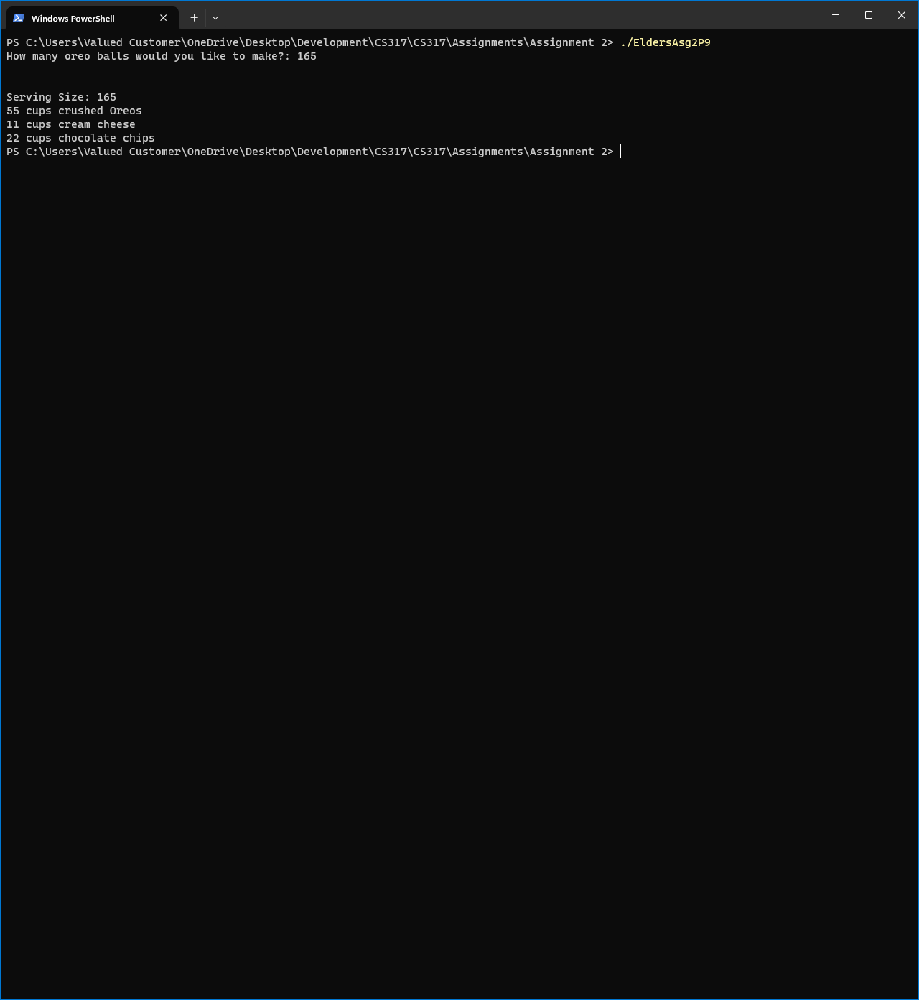 Windows PowerShell
PS C:\Users\Valued Customer\OneDrive\Desktop\Development\CS317\CS317\Assignments\Assignment 2> ./EldersAsg2P9
How many oreo balls would you like to make?: 165
Serving Size: 165
55 cups crushed Oreos
11 cups cream cheese
22 cups chocolate chips
PS C:\Users\Valued Customer\OneDrive\Desktop\Development\CS317\CS317\Assignments\Assignment 2>